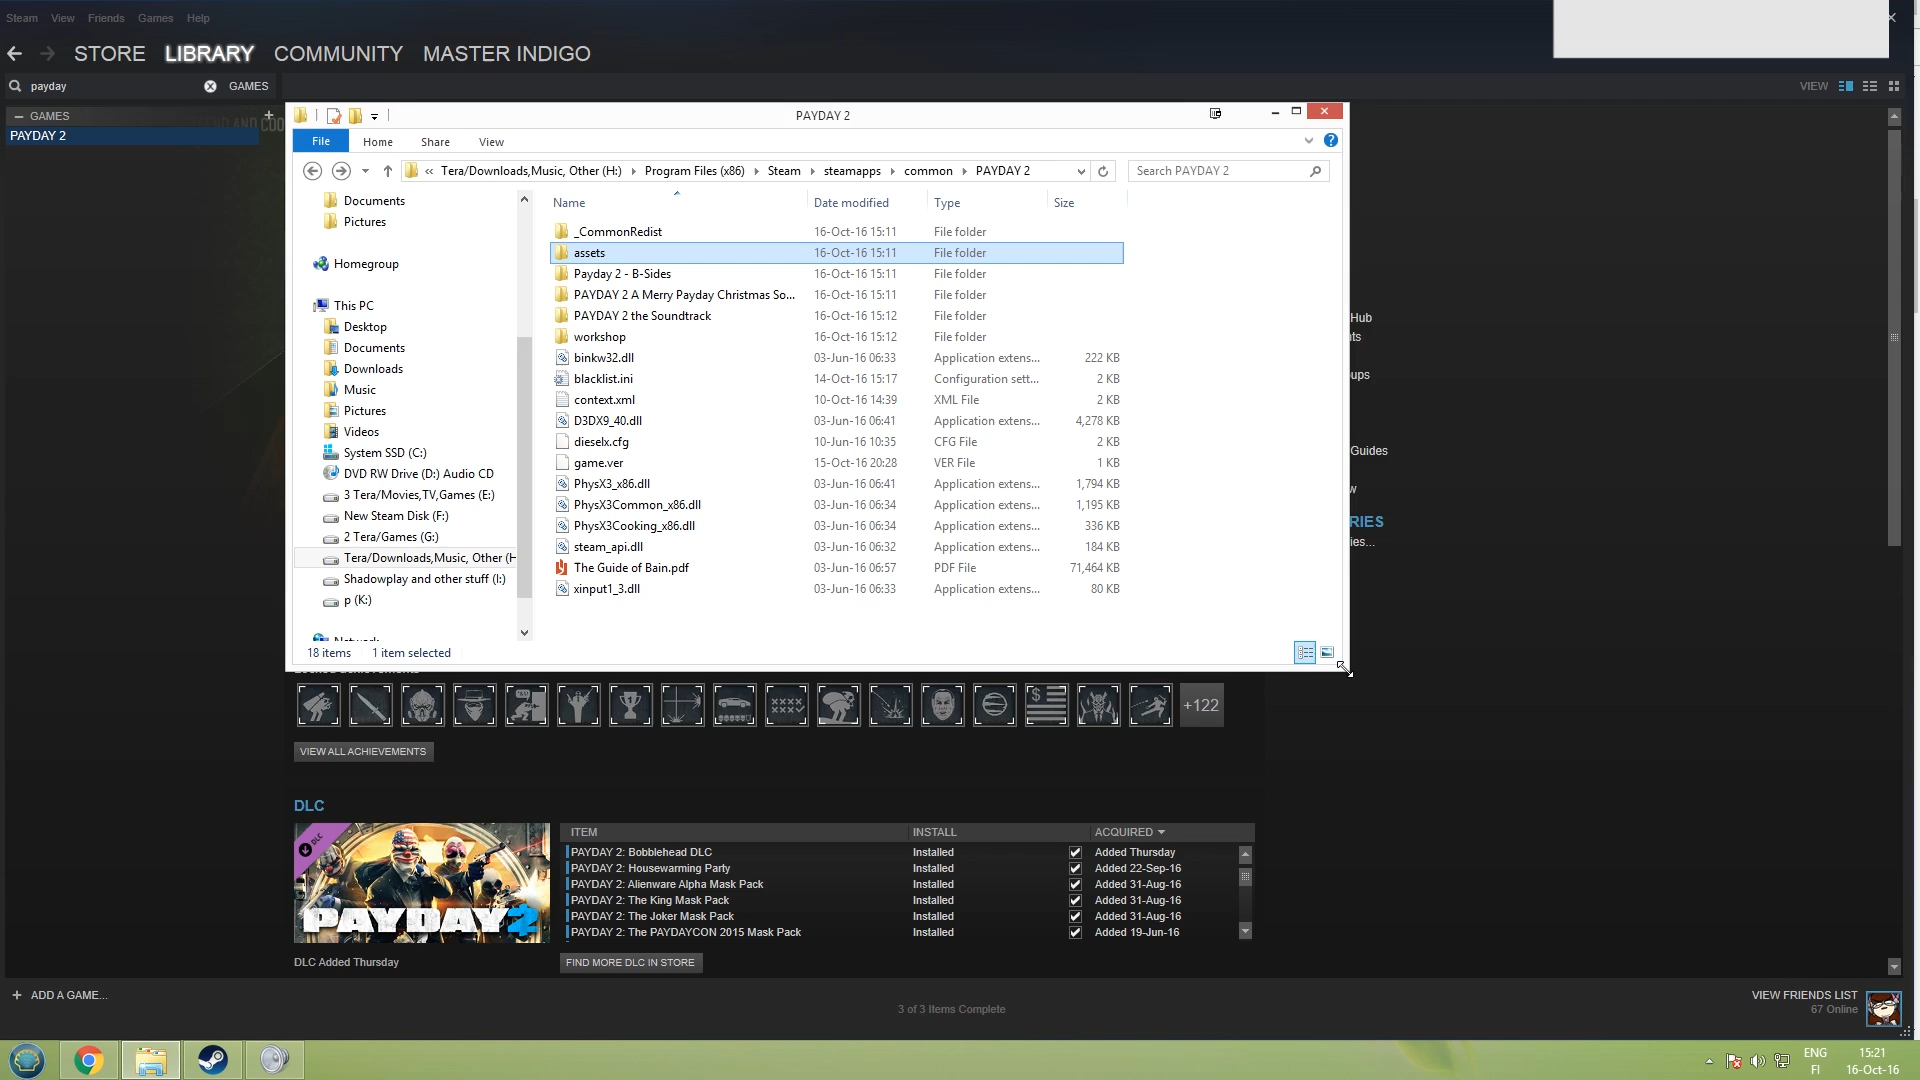 Steam View Friends Games Help
STORE LIBRARY COMMUNITY MASTER INDIGO
payday GAMES VIEW
GAMES
PAYDAY 2
PAYDAY 2
File Home Share View
« Tera/Downloads,Music, Other (H:) Program Files (x86) Steam steamapps common PAYDAY 2
Search PAYDAY 2
Documents
Pictures
Homegroup
This PC
Desktop
Documents
Downloads
Music
Pictures
Videos
System SSD (C:)
DVD RW Drive (D:) Audio CD
3 Tera/Movies,TV,Games (E:)
New Steam Disk (F:)
2 Tera/Games (G:)
Tera/Downloads,Music, Other (H
Shadowplay and other stuff (I:)
p (K:)
Network
Name Date modified Type Size
_CommonRedist 16-Oct-16 15:11 File folder
assets 16-Oct-16 15:11 File folder
Payday 2 - B-Sides 16-Oct-16 15:11 File folder
PAYDAY 2 A Merry Payday Christmas So... 16-Oct-16 15:11 File folder
PAYDAY 2 the Soundtrack 16-Oct-16 15:12 File folder
workshop 16-Oct-16 15:12 File folder
binkw32.dll 03-Jun-16 06:33 Application extens... 222 KB
blacklist.ini 14-Oct-16 15:17 Configuration sett... 2 KB
context.xml 10-Oct-16 14:39 XML File 2 KB
D3DX9_40.dll 03-Jun-16 06:41 Application extens... 4,278 KB
dieselx.cfg 10-Jun-16 10:35 CFG File 2 KB
game.ver 15-Oct-16 20:28 VER File 1 KB
PhysX3_x86.dll 03-Jun-16 06:41 Application extens... 1,794 KB
PhysX3Common_x86.dll 03-Jun-16 06:34 Application extens... 1,195 KB
PhysX3Cooking_x86.dll 03-Jun-16 06:34 Application extens... 336 KB
steam_api.dll 03-Jun-16 06:32 Application extens... 184 KB
The Guide of Bain.pdf 03-Jun-16 06:57 PDF File 71,464 KB
xinput1_3.dll 03-Jun-16 06:33 Application extens... 80 KB
18 items 1 item selected
Hub
ts
ups
Guides
w
RIES
ies...
+122
VIEW ALL ACHIEVEMENTS
DLC
DLC
PAYDAY 2
DLC Added Thursday
ITEM INSTALL ACQUIRED
PAYDAY 2: Bobblehead DLC Installed Added Thursday
PAYDAY 2: Housewarming Party Installed Added 22-Sep-16
PAYDAY 2: Alienware Alpha Mask Pack Installed Added 31-Aug-16
PAYDAY 2: The King Mask Pack Installed Added 31-Aug-16
PAYDAY 2: The Joker Mask Pack Installed Added 31-Aug-16
PAYDAY 2: The PAYDAYCON 2015 Mask Pack Installed Added 19-Jun-16
FIND MORE DLC IN STORE
+ ADD A GAME...
3 of 3 Items Complete
VIEW FRIENDS LIST
67 Online
ENG 15:21
FI 16-Oct-16